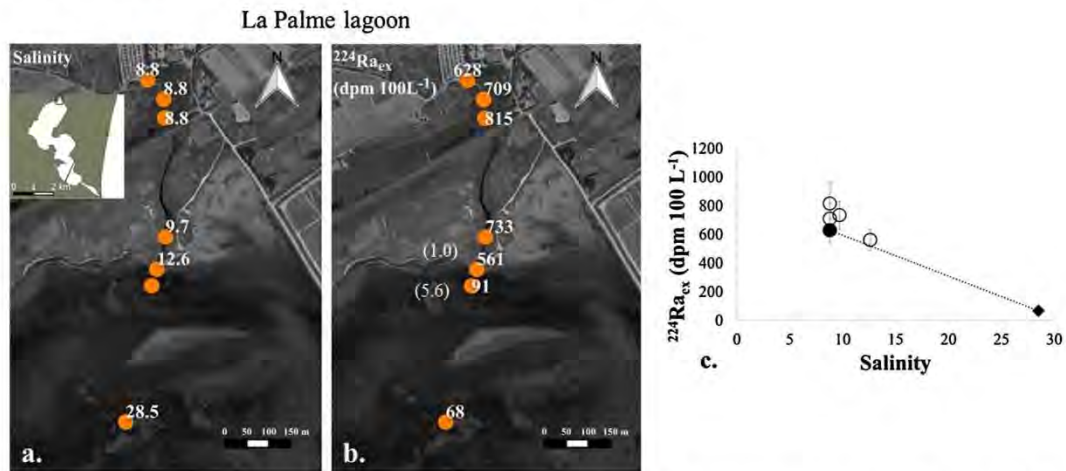 La Palme lagoon
Salinity
8.8
8.8
8.8
N
0 1 2 km
9.7
12.6
28.5
0 50 100 150 m
a.
²²⁴Ra_ex
(dpm 100L⁻¹)
628
709
815
N
733
(1.0)
561
(5.6)
91
68
0 50 100 150 m
b.
²²⁴Ra_ex (dpm 100 L⁻¹)
1200
1000
800
600
400
200
0
0 5 10 15 20 25 30
Salinity
c.